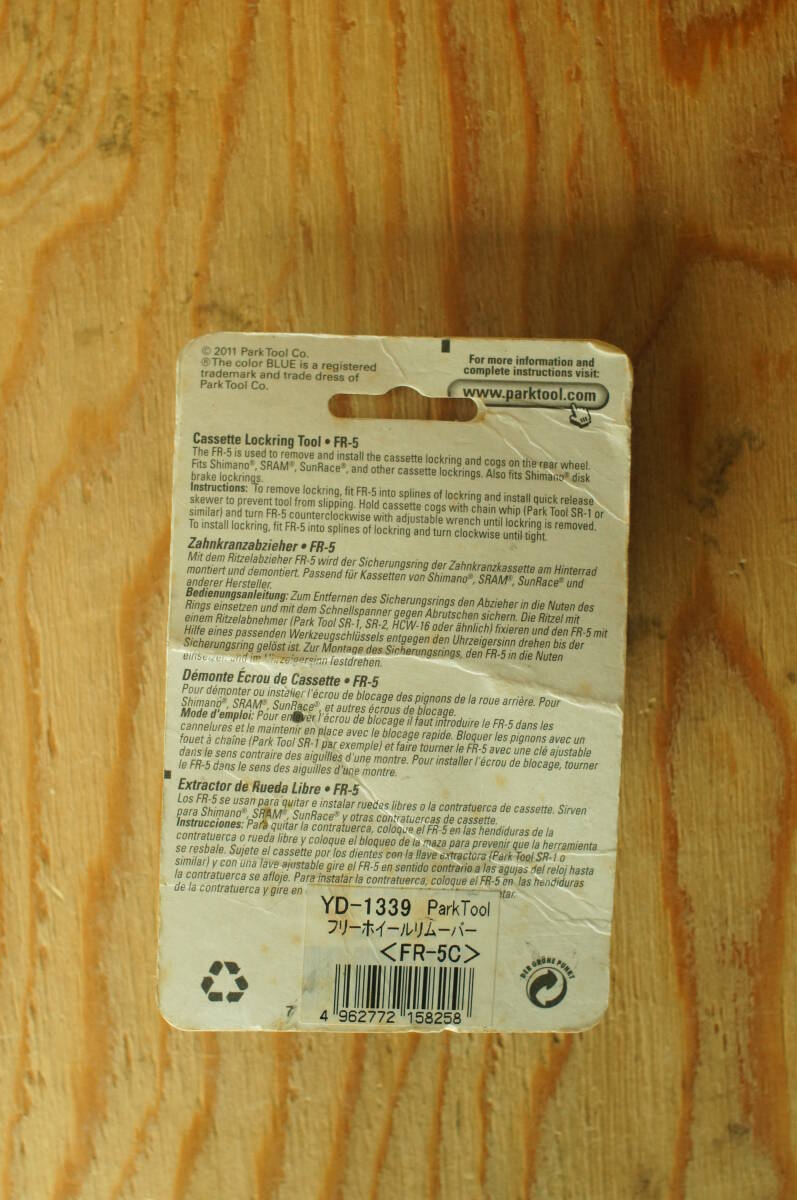 © 2011 Park Tool Co.
®The color BLUE is a registered
trademark and trade dress of
Park Tool Co.
For more information and
complete instructions visit:
www.parktool.com
Cassette Lockring Tool • FR-5
The FR-5 is used to remove and install the cassette lockring and cogs on the rear wheel.
Fits Shimano®, SRAM®, SunRace®, and other cassette lockrings. Also fits Shimano® disk
brake lockrings.
Instructions: To remove lockring, fit FR-5 into splines of lockring and install quick release
skewer to prevent tool from slipping. Hold cassette cogs with chain whip (Park Tool SR-1 or
similar) and turn FR-5 counterclockwise with adjustable wrench until lockring is removed.
To install lockring, fit FR-5 into splines of lockring and turn clockwise until tight.
Zahnkranzabzieher • FR-5
Mit dem Ritzelabzieher FR-5 wird der Sicherungsring der Zahnkranzkassette am Hinterrad
montiert und demontiert. Passend für Kassetten von Shimano®, SRAM®, SunRace® und
anderer Hersteller.
Bedienungsanleitung: Zum Entfernen des Sicherungsrings den Abzieher in die Nuten des
Rings einsetzen und mit dem Schnellspanner gegen Abrutschen sichern. Die Ritzel mit
einem Ritzelabnehmer (Park Tool SR-1, SR-2, HCW-16 oder ähnlich) fixieren und den FR-5 mit
Hilfe eines passenden Werkzeugschlüssels entgegen den Uhrzeigersinn drehen bis der
Sicherungsring gelöst ist. Zur Montage des Sicherungsrings, den FR-5 in die Nuten
einsetzen und im Uhrzeigersinn festdrehen.
Démonte Écrou de Cassette • FR-5
Pour démonter ou installer l'écrou de blocage des pignons de la roue arrière. Pour
Shimano®, SRAM®, SunRace®, et autres écrous de blocage.
Mode d'emploi: Pour enlever l'écrou de blocage il faut introduire le FR-5 dans les
cannelures et le maintenir en place avec le blocage rapide. Bloquer les pignons avec un
fouet à chaîne (Park Tool SR-1 par exemple) et faire tourner le FR-5 avec une clé ajustable
dans le sens contraire des aiguilles d'une montre. Pour installer l'écrou de blocage, tourner
le FR-5 dans le sens des aiguilles d'une montre.
Extractor de Rueda Libre • FR-5
Los FR-5 se usan para quitar e instalar ruedas libres o la contratuerca de cassette. Sirven
para Shimano®, SRAM®, SunRace® y otras contratuercas de cassette.
Instrucciones: Para quitar la contratuerca, coloque el FR-5 en las hendiduras de la
contratuerca o rueda libre y coloque el bloqueo de la maza para prevenir que la herramienta
se resbale. Sujete el cassette por los dientes con la llave extractora (Park Tool SR-1 o
similar) y con una lave ajustable gire el FR-5 en sentido contrario a las agujas del reloj hasta
la contratuerca se afloje. Para instalar la contratuerca, coloque el FR-5 en las hendiduras
de la contratuerca y gire en
YD-1339 ParkTool
フリーホイールリムーバー
<FR-5C>
DER GRÜNE PUNKT
7
4 962772 158258